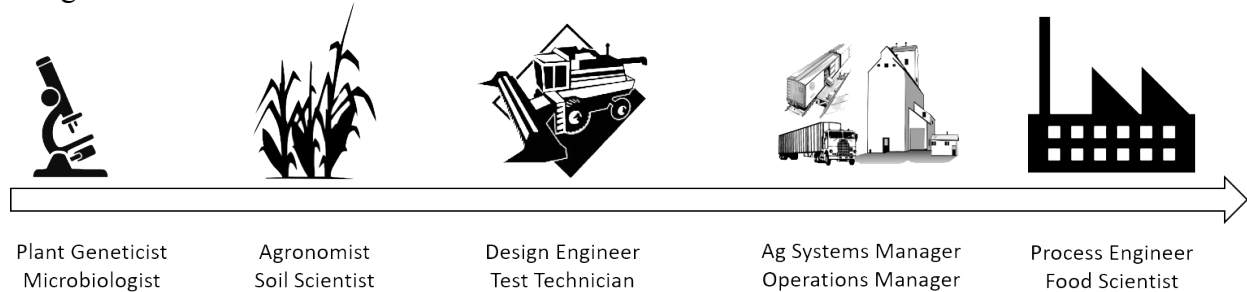 Plant Geneticist
Microbiologist
Agronomist
Soil Scientist
Design Engineer
Test Technician
Ag Systems Manager
Operations Manager
Process Engineer
Food Scientist